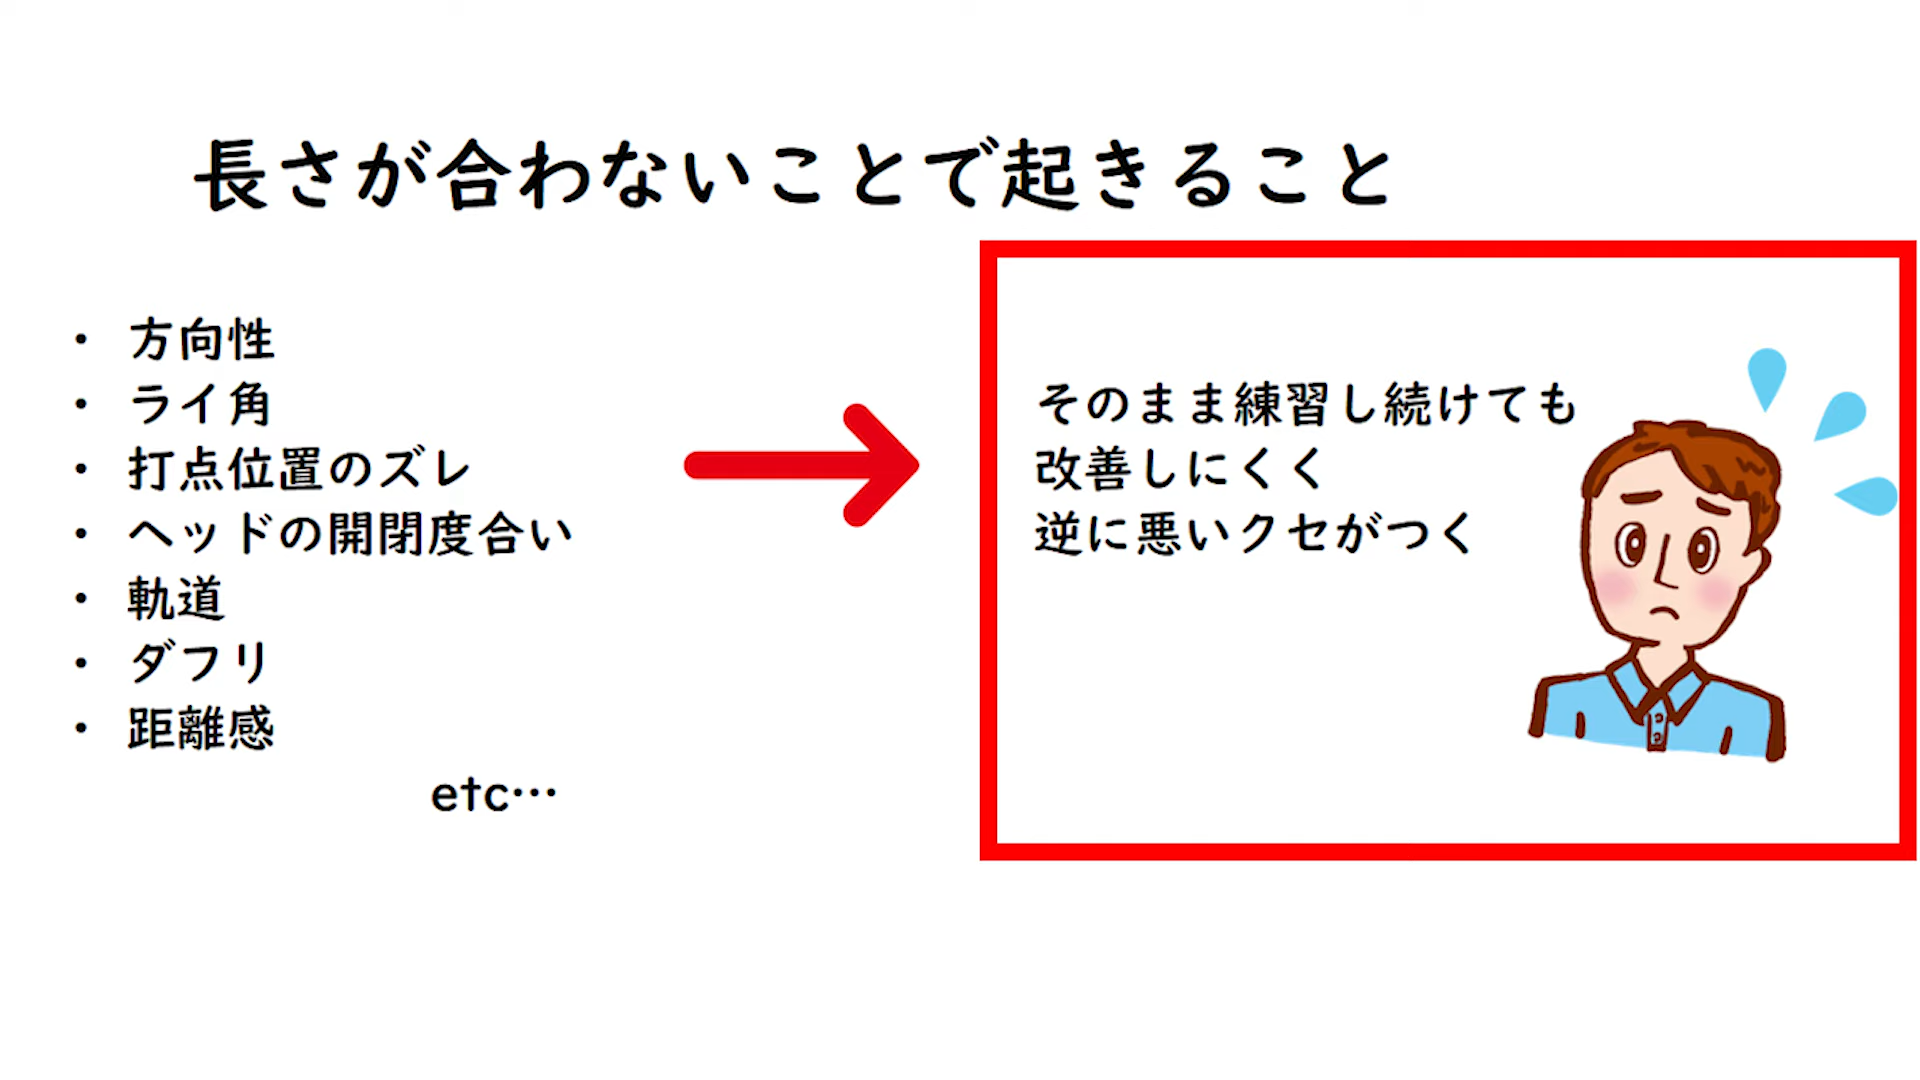 長さが合わないことで起きること
・ 方向性
・ ライ角
・ 打点位置のズレ
・ ヘッドの開閉度合い
・ 軌道
・ ダフリ
・ 距離感
etc…
そのまま練習し続けても
改善しにくく
逆に悪いクセがつく